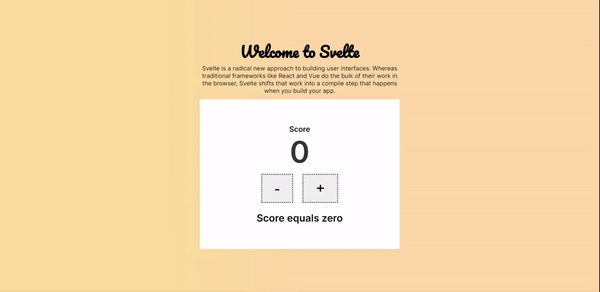 Welcome to Svelte
Svelte is a radical new approach to building user interfaces. Whereas
traditional frameworks like React and Vue do the bulk of their work in
the browser, Svelte shifts that work into a compile step that happens
when you build your app.
Score
0
- +
Score equals zero